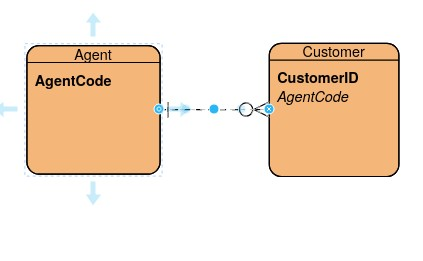 Agent
AgentCode
Customer
CustomerID
AgentCode